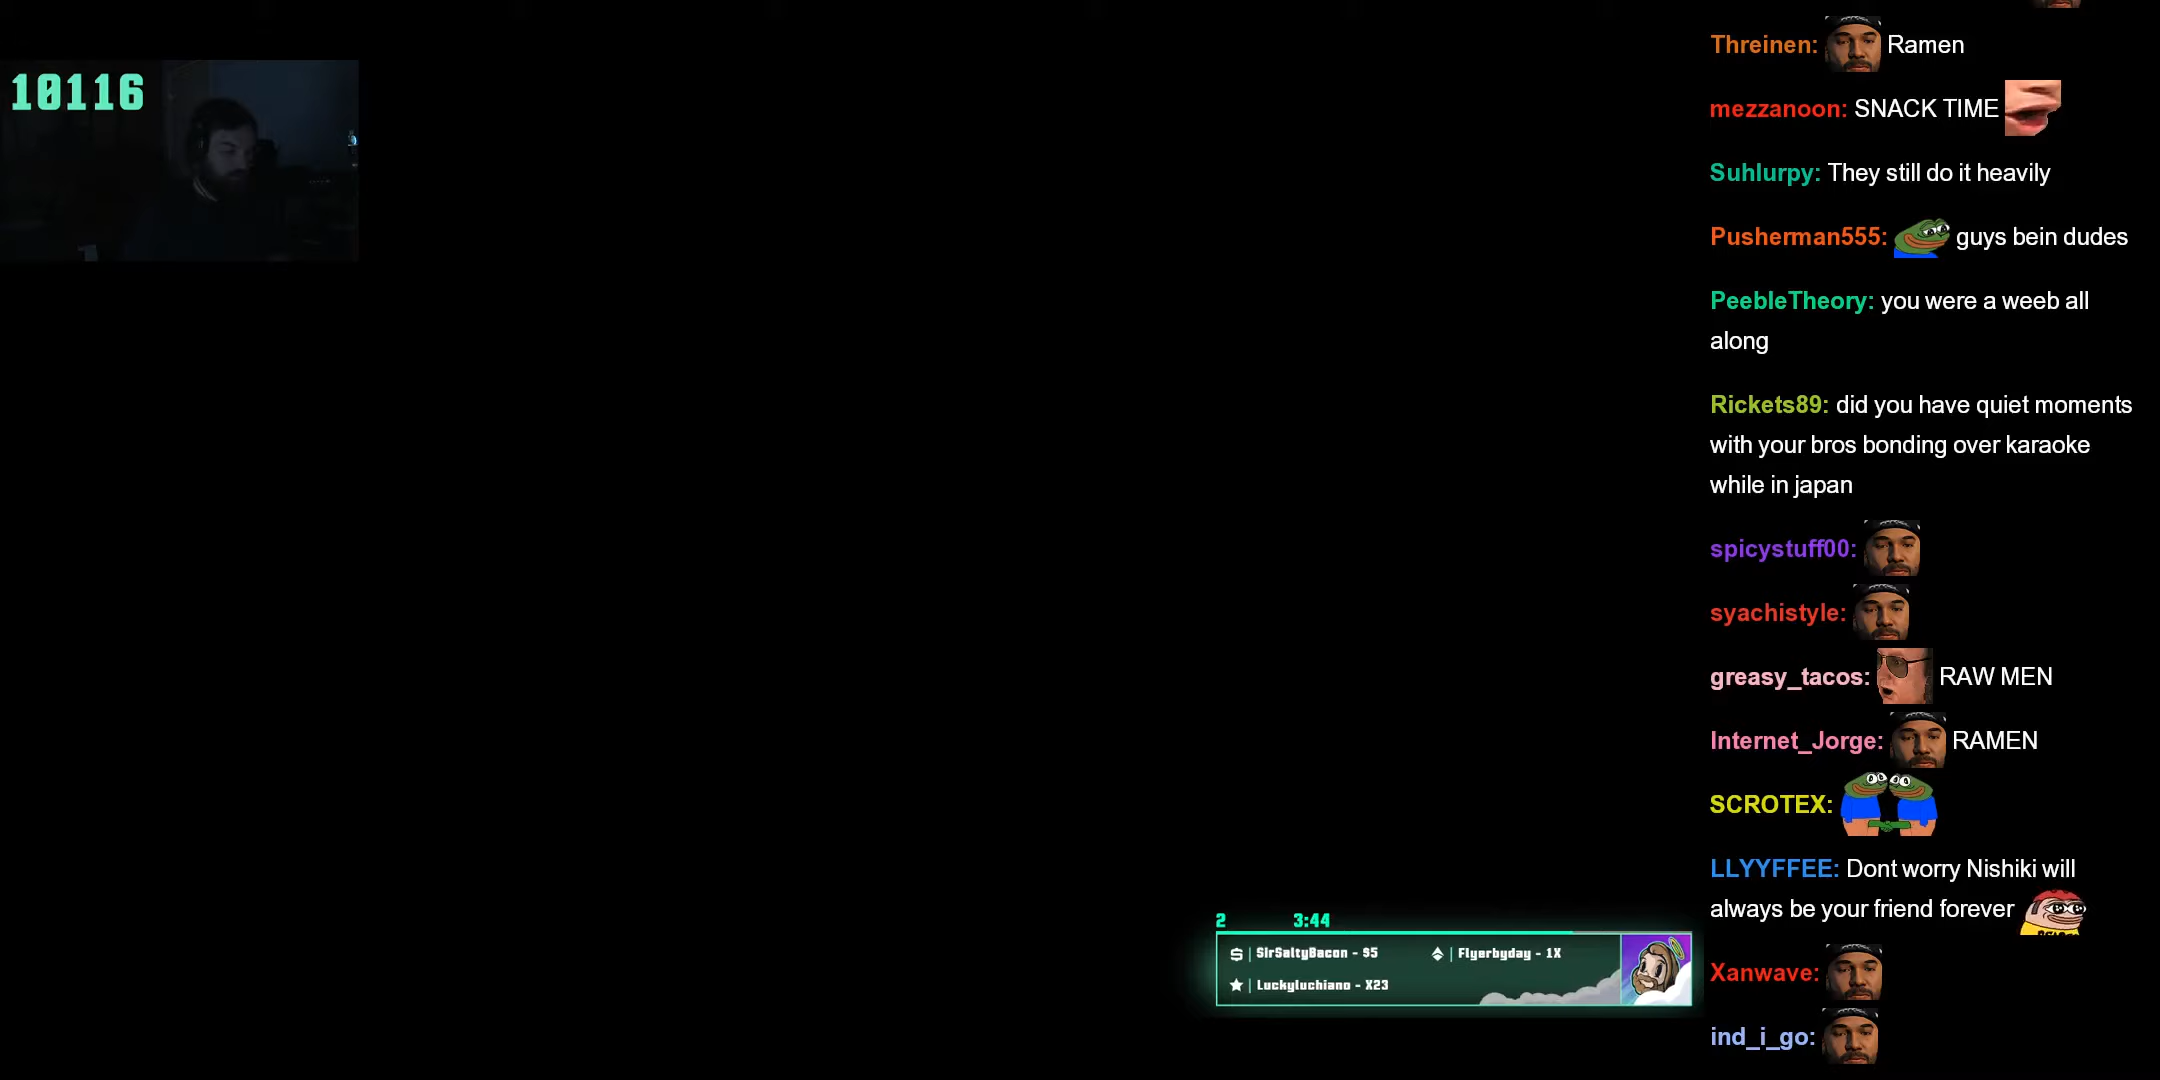 10116
Threinen: Ramen
mezzanoon: SNACK TIME
Suhlurpy: They still do it heavily
Pusherman555: guys bein dudes
PeebleTheory: you were a weeb all
along
Rickets89: did you have quiet moments
with your bros bonding over karaoke
while in japan
spicystuff00:
syachistyle:
greasy_tacos: RAW MEN
Internet_Jorge: RAMEN
SCROTEX:
LLYYFFEE: Dont worry Nishiki will
always be your friend forever
Xanwave:
ind_i_go:
2 3:44
$ | SirSaltyBacon - $5 | Flyerbyday - 1X
| Luckyluchiano - X23